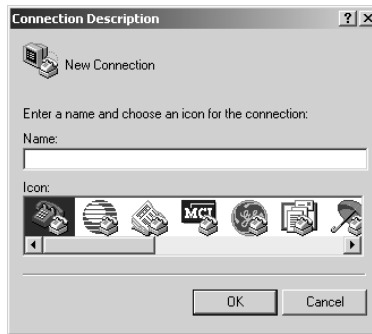 Connection Description
New Connection
Enter a name and choose an icon for the connection:
Name:
Icon:
MCI
OK
Cancel